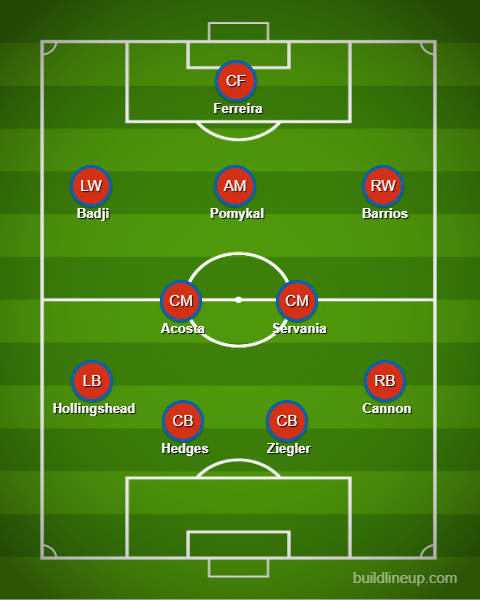 CF
Ferreira
LW
AM
RW
Badji
Pomykal
Barrios
CM
CM
Acosta
Servania
LB
RB
Hollingshead
Cannon
CB
CB
Hedges
Ziegler
buildlineup.com